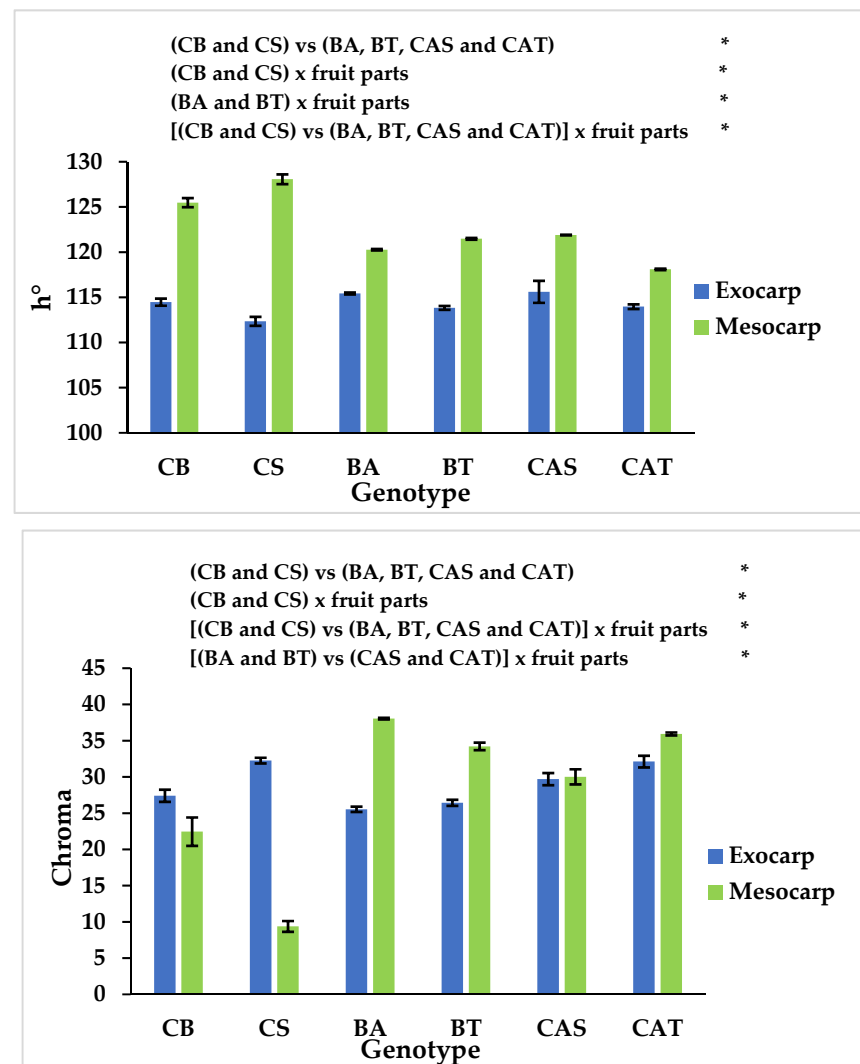 (CB and CS) vs (BA, BT, CAS and CAT) *
(CB and CS) x fruit parts *
(BA and BT) x fruit parts *
[(CB and CS) vs (BA, BT, CAS and CAT)] x fruit parts *
130
125
120
115
110
105
100
h°
Exocarp
Mesocarp
CB CS BA BT CAS CAT
Genotype
(CB and CS) vs (BA, BT, CAS and CAT) *
(CB and CS) x fruit parts *
[(CB and CS) vs (BA, BT, CAS and CAT)] x fruit parts *
[(BA and BT) vs (CAS and CAT)] x fruit parts *
45
40
35
30
25
20
15
10
5
0
Chroma
Exocarp
Mesocarp
CB CS BA BT CAS CAT
Genotype